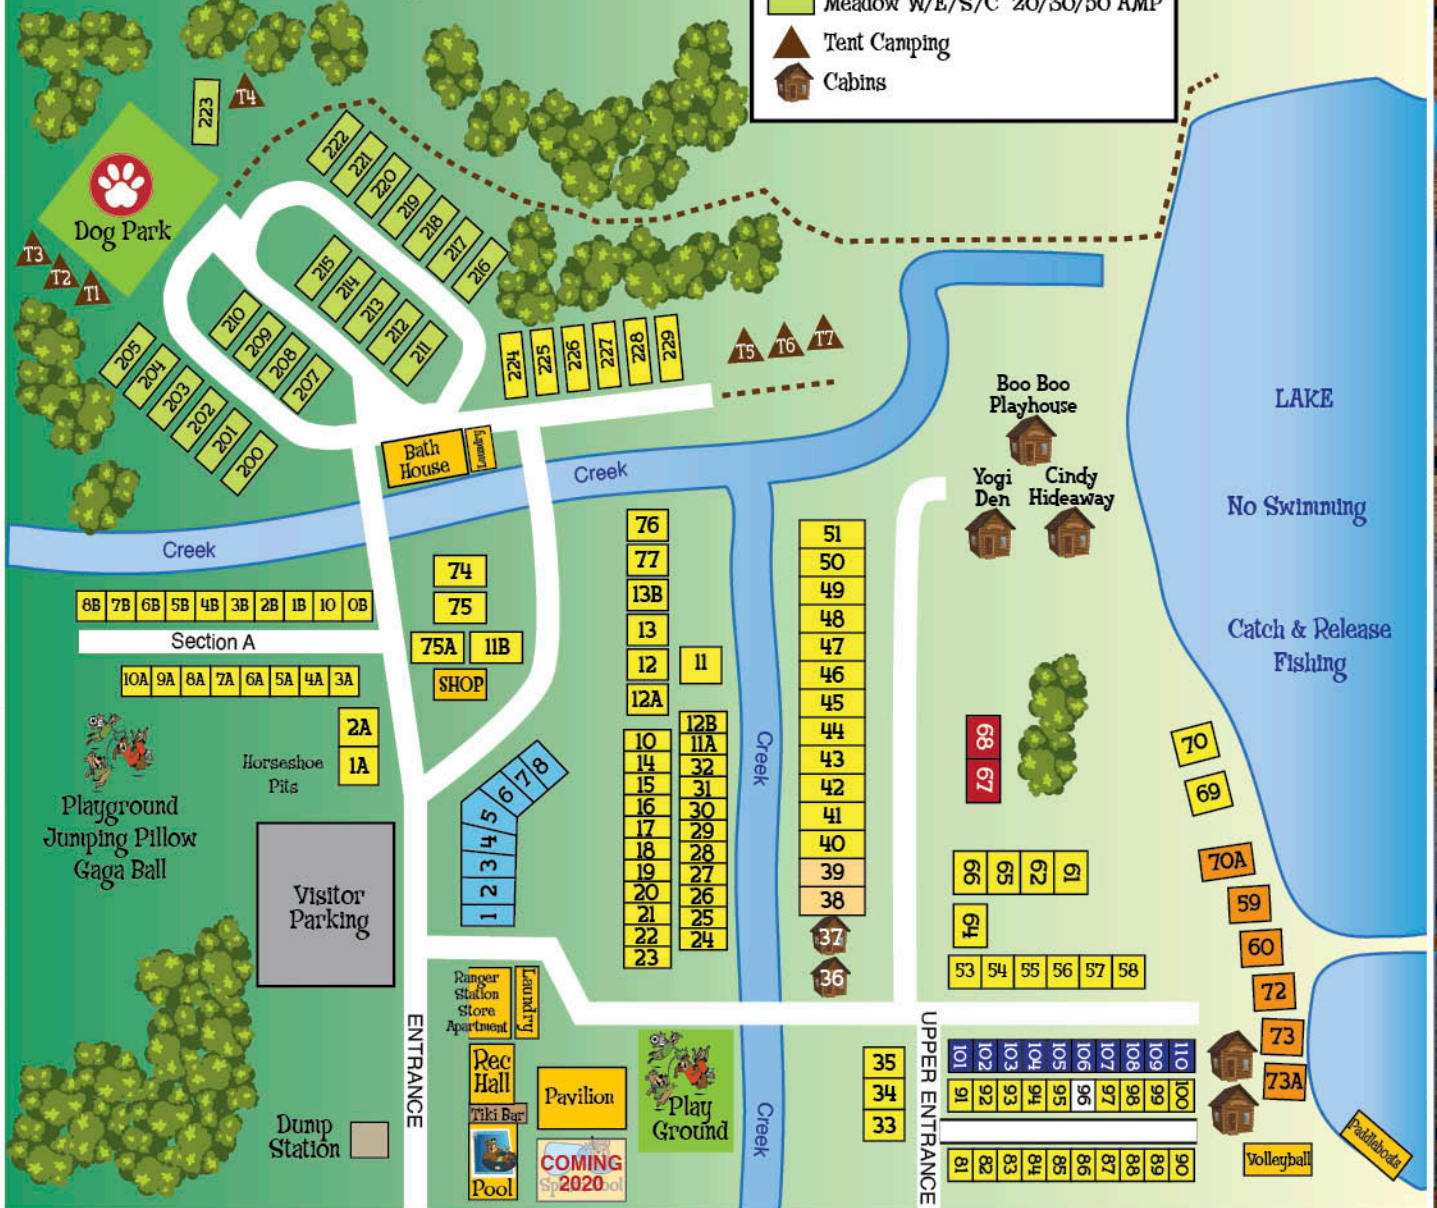 Meadow W/E/S/C 20/30/50 AMP
Tent Camping
Cabins
223
T4
222
221
220
219
218
217
216
Dog Park
T3
T2
T1
215
214
213
212
211
210
209
208
207
205
204
203
202
201
200
224
225
226
227
228
229
T5
T6
T7
Boo Boo
Playhouse
Yogi
Den
Cindy
Hideaway
LAKE
No Swimming
Catch & Release
Fishing
Bath
House
Laundry
Creek
Creek
76
77
13B
13
12
12A
11
74
75
75A
11B
SHOP
8B 7B 6B 5B 4B 3B 2B 1B 10 0B
Section A
10A 9A 8A 7A 6A 5A 4A 3A
2A
1A
Horseshoe
Pits
Playground
Jumping Pillow
Gaga Ball
Visitor
Parking
8
7
6
5
4
3
2
1
10
14
15
16
17
18
19
20
21
22
23
12B
11A
32
31
30
29
28
27
26
25
24
Creek
51
50
49
48
47
46
45
44
43
42
41
40
39
38
37
36
68
67
70
69
66 65 62 61
64
53 54 55 56 57 58
70A
59
60
72
73
73A
Ranger
Station
Store
Apartment
Laundry
Rec
Hall
Tiki Bar
Pool
Pavilion
COMING
2020
Play
Ground
Creek
ENTRANCE
Dump
Station
35
34
33
UPPER ENTRANCE
101 102 103 104 105 106 107 108 109 110
91 92 93 94 95 96 97 98 99 100
81 82 83 84 85 86 87 88 89 90
Volleyball
Paddleboats